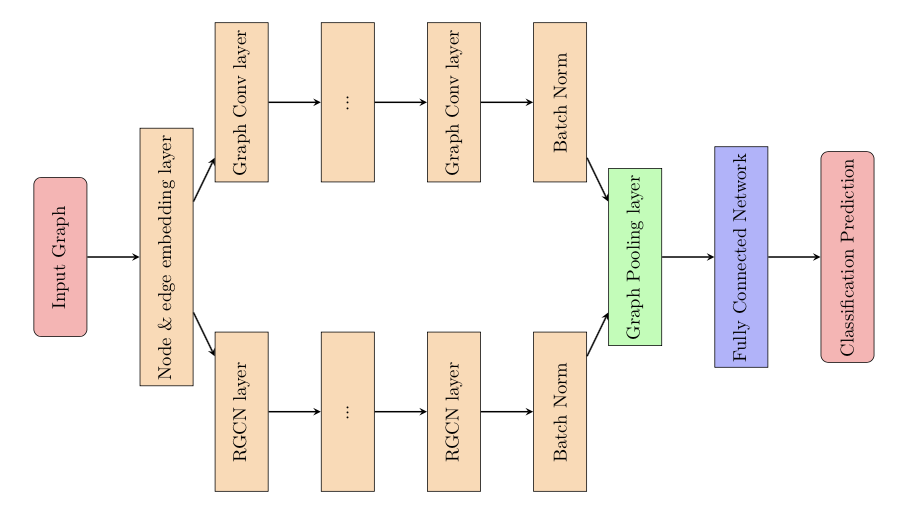 Input Graph
Node & edge embedding layer
Graph Conv layer
...
Graph Conv layer
Batch Norm
RGCN layer
...
RGCN layer
Batch Norm
Graph Pooling layer
Fully Connected Network
Classification Prediction